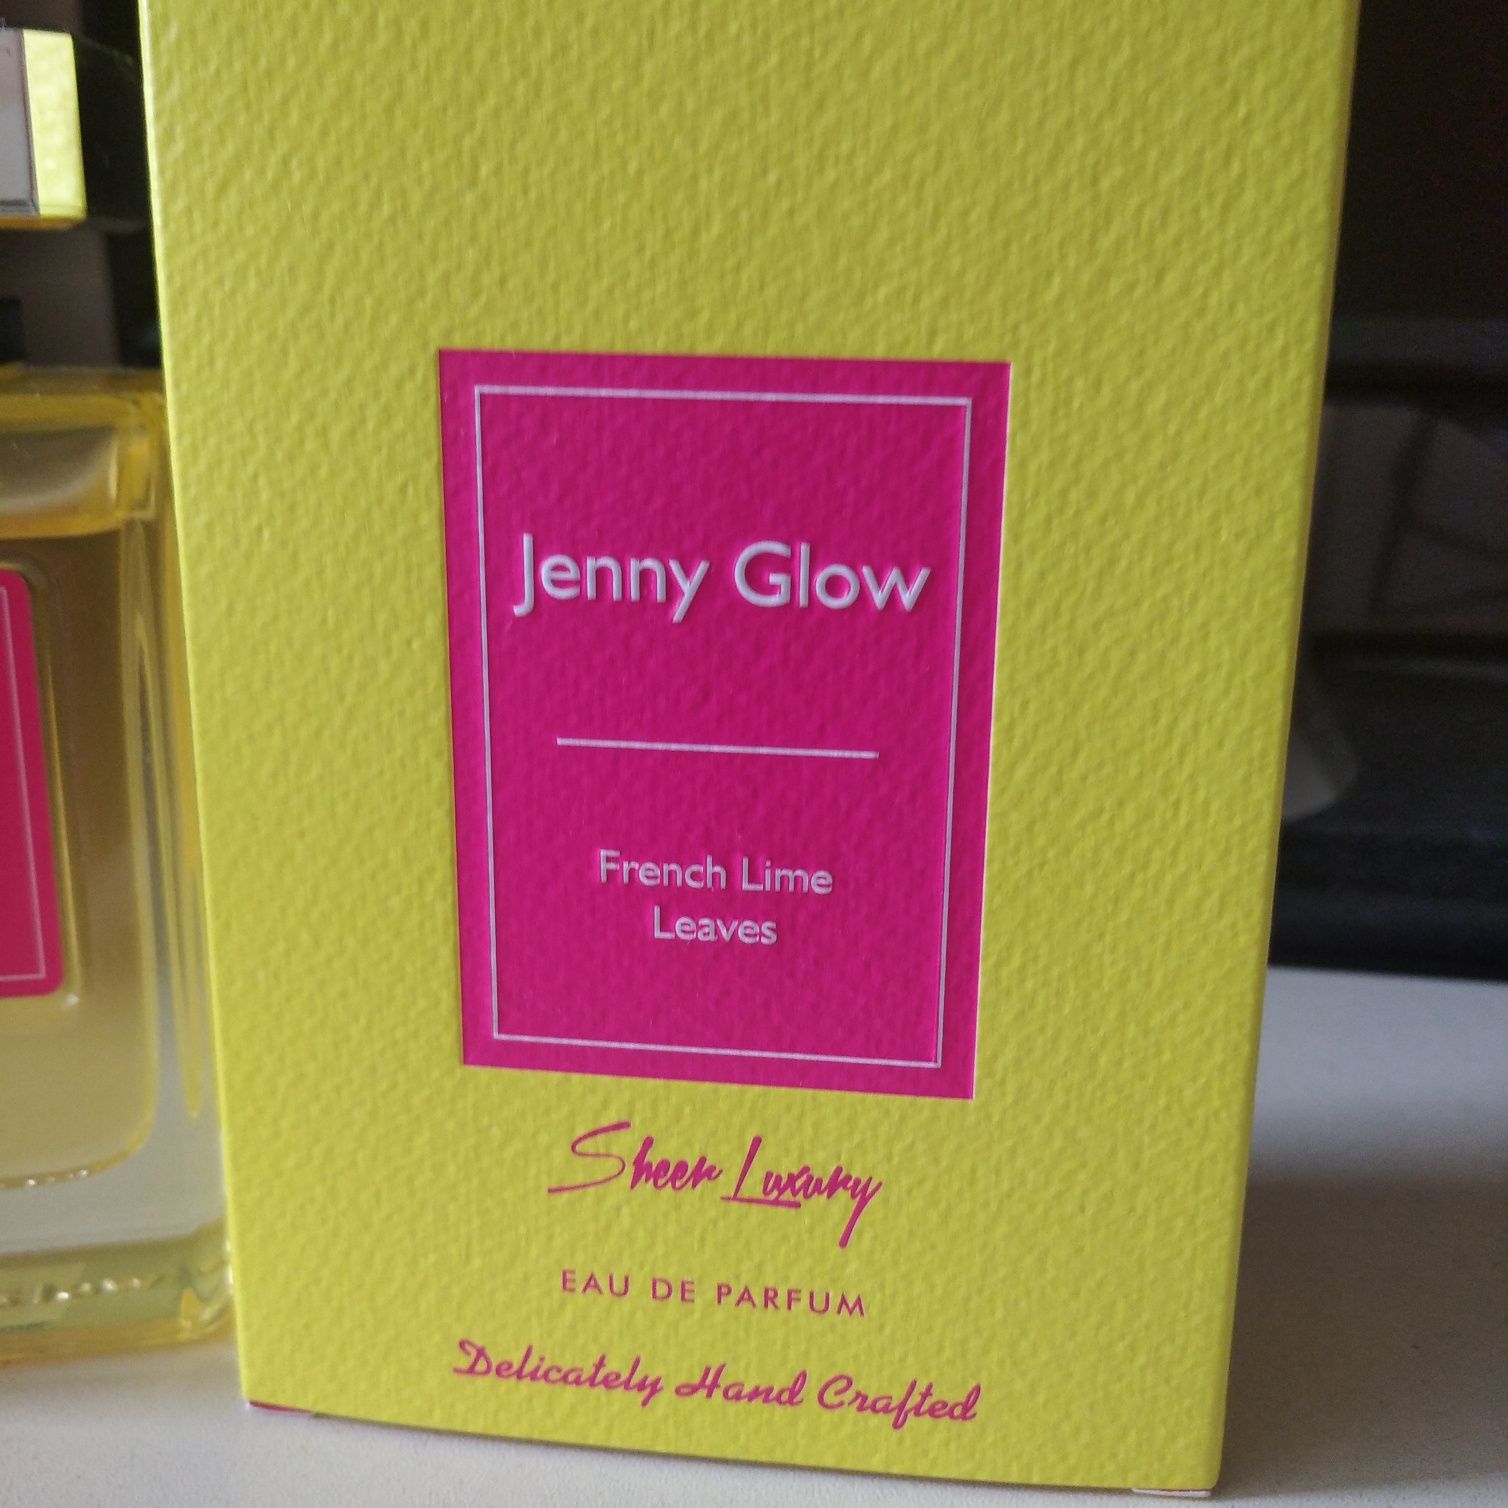 Jenny Glow
French Lime
Leaves
Sheer Luxury
EAU DE PARFUM
Delicately Hand Crafted